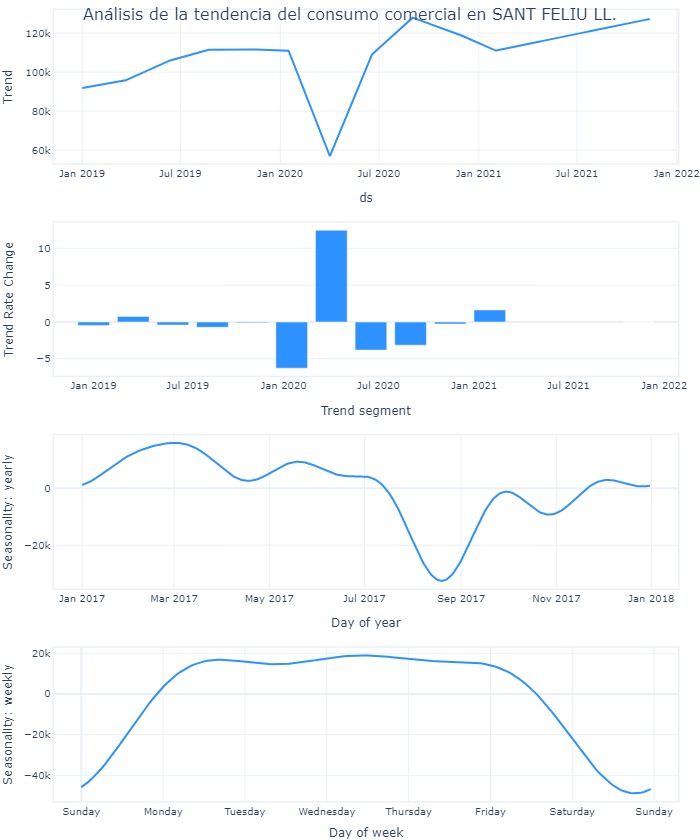 Análisis de la tendencia del consumo comercial en SANT FELIU LL.
120k
100k
80k
60k
Trend
Jan 2019 Jul 2019 Jan 2020 Jul 2020 Jan 2021 Jul 2021 Jan 2022
ds
10
5
0
−5
Trend Rate Change
Jan 2019 Jul 2019 Jan 2020 Jul 2020 Jan 2021 Jul 2021 Jan 2022
Trend segment
0
−20k
Seasonality: yearly
Jan 2017 Mar 2017 May 2017 Jul 2017 Sep 2017 Nov 2017 Jan 2018
Day of year
20k
0
−20k
−40k
Seasonality: weekly
Sunday Monday Tuesday Wednesday Thursday Friday Saturday Sunday
Day of week